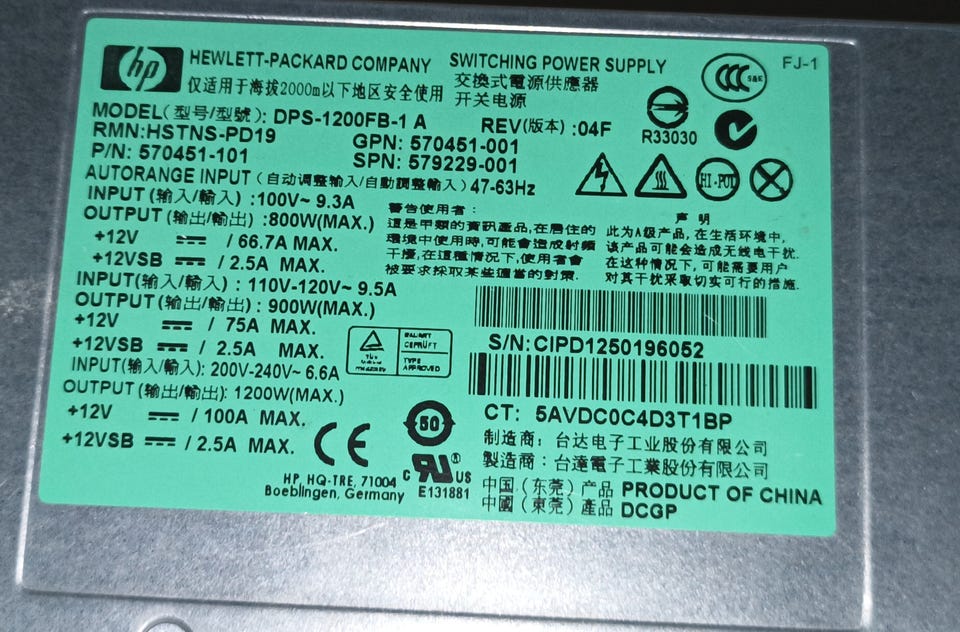 hp
HEWLETT-PACKARD COMPANY
SWITCHING POWER SUPPLY
FJ-1
仅适用于海拔2000m以下地区安全使用
交換式電源供應器
开关电源
MODEL(型号/型號): DPS-1200FB-1 A
REV(版本) :04F
RMN:HSTNS-PD19
GPN: 570451-001
P/N: 570451-101
SPN: 579229-001
R33030
AUTORANGE INPUT (自动调整输入/自動調整輸入) 47-63Hz
HI-POT
INPUT (输入/輸入) :100V~ 9.3A
OUTPUT (输出/輸出) :800W(MAX.)
+12V / 66.7A MAX.
+12VSB / 2.5A MAX.
INPUT(输入/輸入) : 110V-120V~ 9.5A
OUTPUT (输出/輸出) : 900W(MAX.)
+12V / 75A MAX.
+12VSB / 2.5A MAX.
INPUT(输入/輸入): 200V-240V~ 6.6A
OUTPUT (输出/輸出): 1200W(MAX.)
+12V / 100A MAX.
+12VSB / 2.5A MAX.
警告使用者:
這是甲類的資訊產品,在居住的
環境中使用時,可能會造成射頻
干擾,在這種情況下,使用者會
被要求採取某些適當的對策.
声 明
此为A级产品, 在生活环境中,
该产品可能会造成无线电干扰.
在这种情况下, 可能需要用户
对其干扰采取切实可行的措施.
S/N:CIPD1250196052
CT: 5AVDC0C4D3T1BP
TYPE
APPROVED
CE
50
c RU ® US
E131881
HP, HQ-TRE, 71004
Boeblingen, Germany
制造商: 台达电子工业股份有限公司
製造商: 台達電子工業股份有限公司
中国 (东莞) 产品 PRODUCT OF CHINA
中國 (東莞) 產品 DCGP